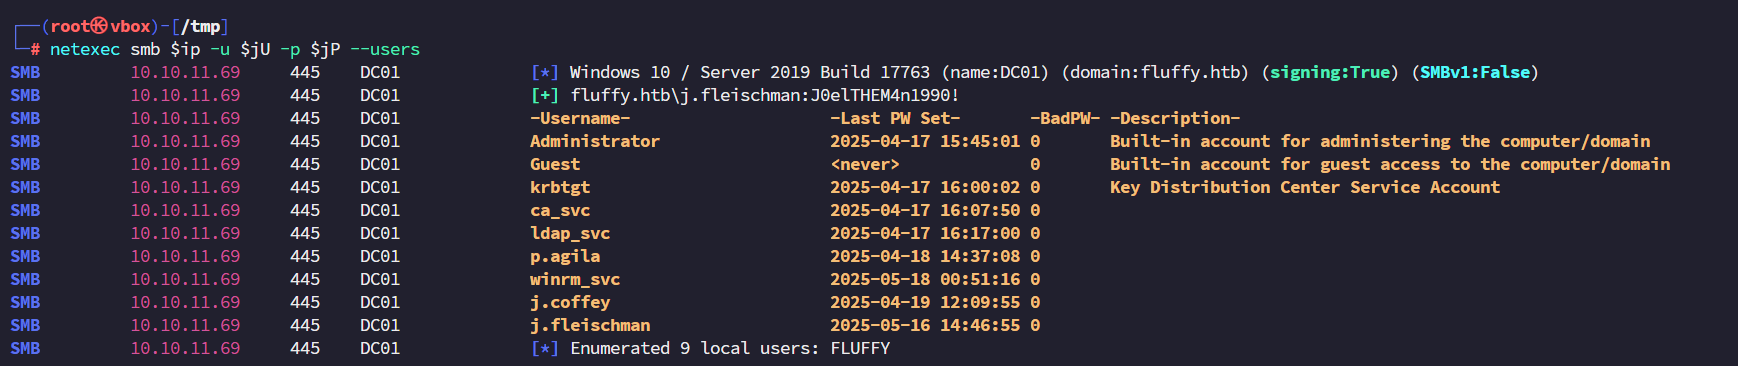 ┌──(root㉿vbox)-[/tmp]
└─# netexec smb $ip -u $jU -p $jP --users
SMB 10.10.11.69 445 DC01 [*] Windows 10 / Server 2019 Build 17763 (name:DC01) (domain:fluffy.htb) (signing:True) (SMBv1:False)
SMB 10.10.11.69 445 DC01 [+] fluffy.htb\j.fleischman:J0elTHEM4n1990!
SMB 10.10.11.69 445 DC01 -Username- -Last PW Set- -BadPW- -Description-
SMB 10.10.11.69 445 DC01 Administrator 2025-04-17 15:45:01 0 Built-in account for administering the computer/domain
SMB 10.10.11.69 445 DC01 Guest <never> 0 Built-in account for guest access to the computer/domain
SMB 10.10.11.69 445 DC01 krbtgt 2025-04-17 16:00:02 0 Key Distribution Center Service Account
SMB 10.10.11.69 445 DC01 ca_svc 2025-04-17 16:07:50 0
SMB 10.10.11.69 445 DC01 ldap_svc 2025-04-17 16:17:00 0
SMB 10.10.11.69 445 DC01 p.agila 2025-04-18 14:37:08 0
SMB 10.10.11.69 445 DC01 winrm_svc 2025-05-18 00:51:16 0
SMB 10.10.11.69 445 DC01 j.coffey 2025-04-19 12:09:55 0
SMB 10.10.11.69 445 DC01 j.fleischman 2025-05-16 14:46:55 0
SMB 10.10.11.69 445 DC01 [*] Enumerated 9 local users: FLUFFY